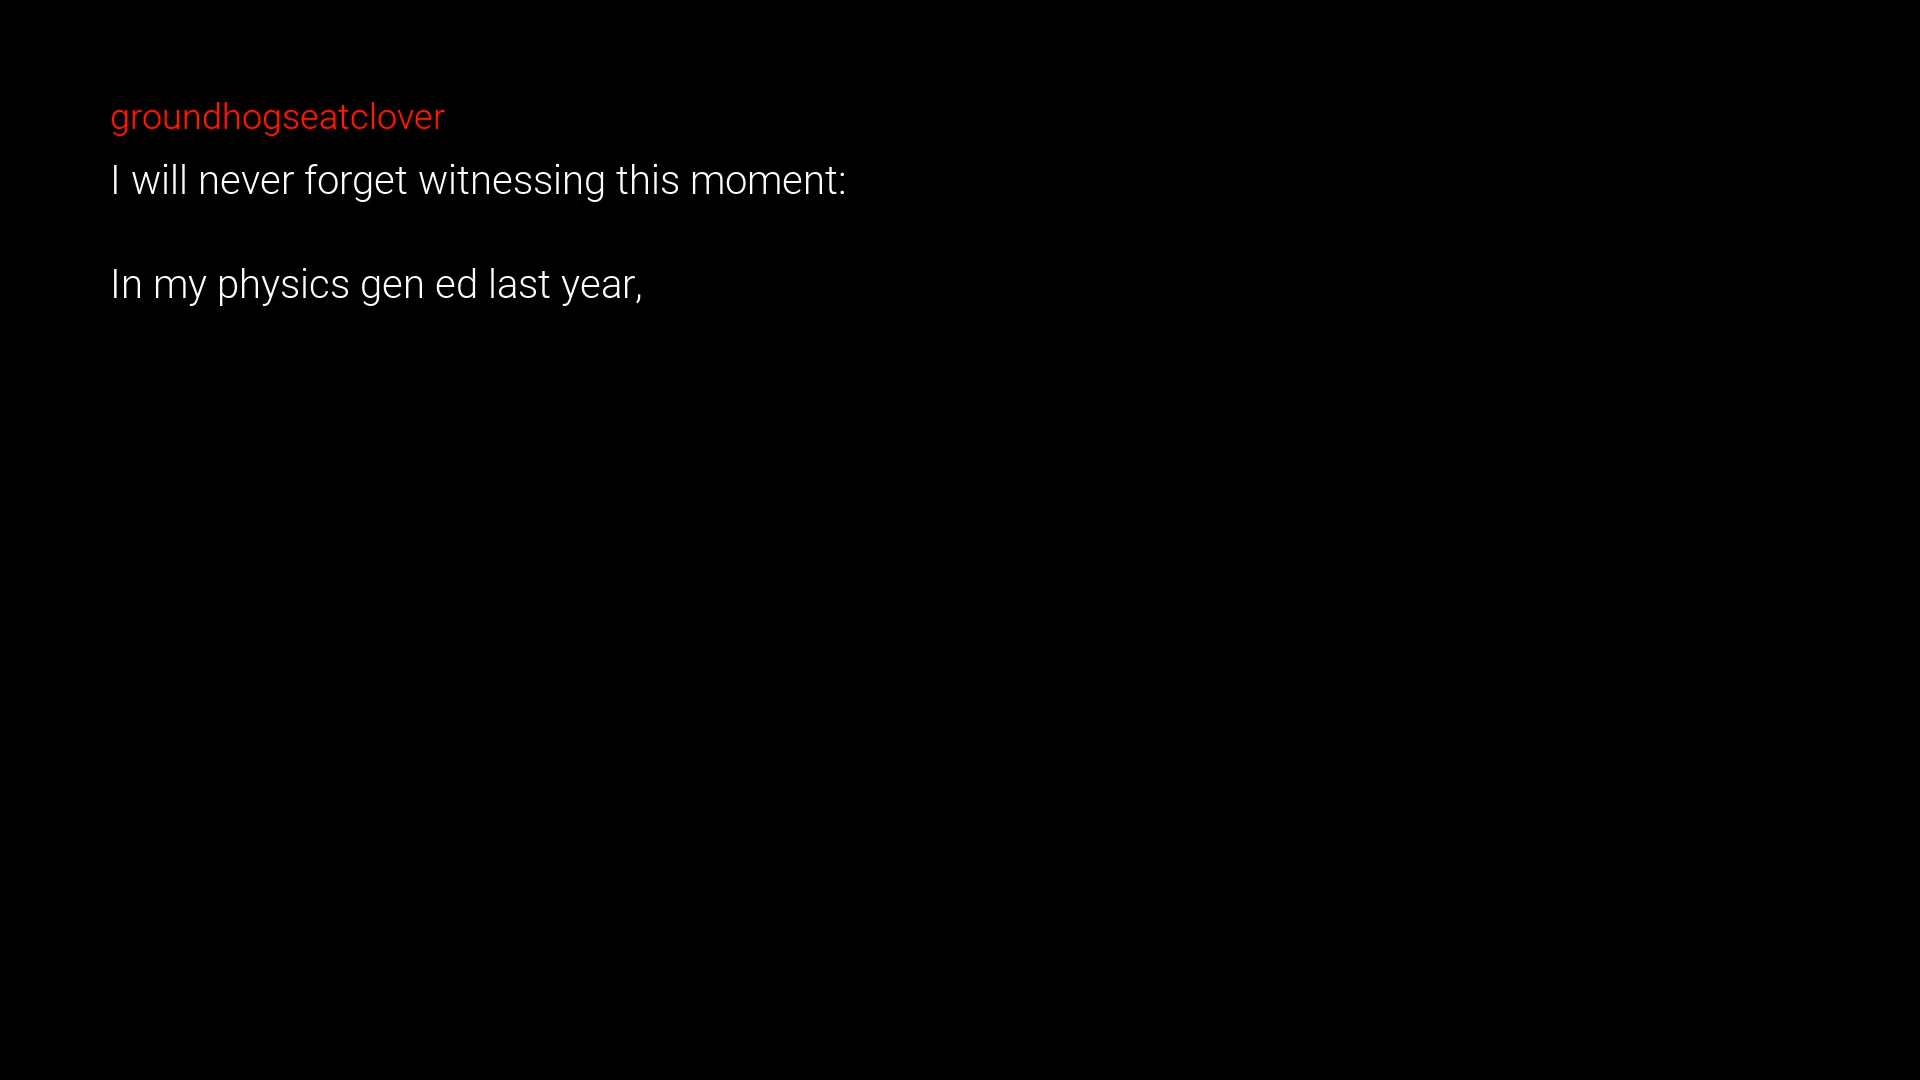 groundhogseatclover
I will never forget witnessing this moment:
In my physics gen ed last year,